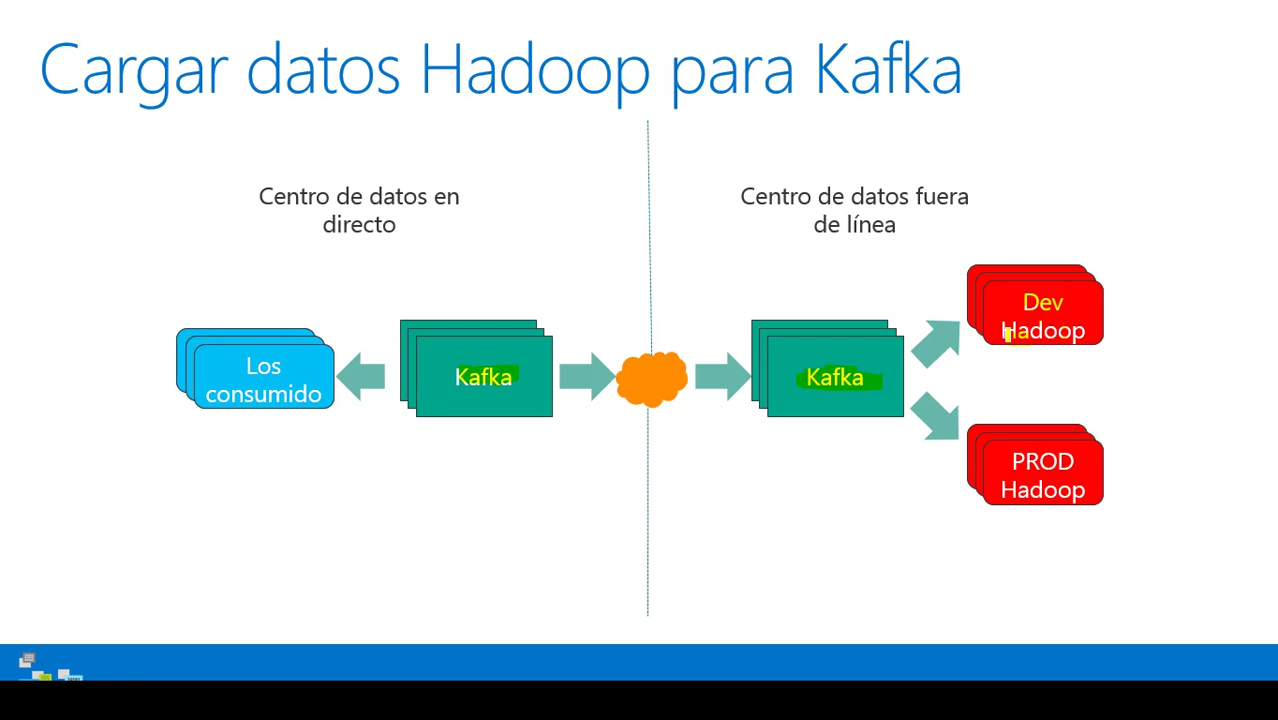 Cargar datos Hadoop para Kafka
Centro de datos en
directo
Centro de datos fuera
de línea
Los
consumido
Kafka
Kafka
Dev
Hadoop
PROD
Hadoop